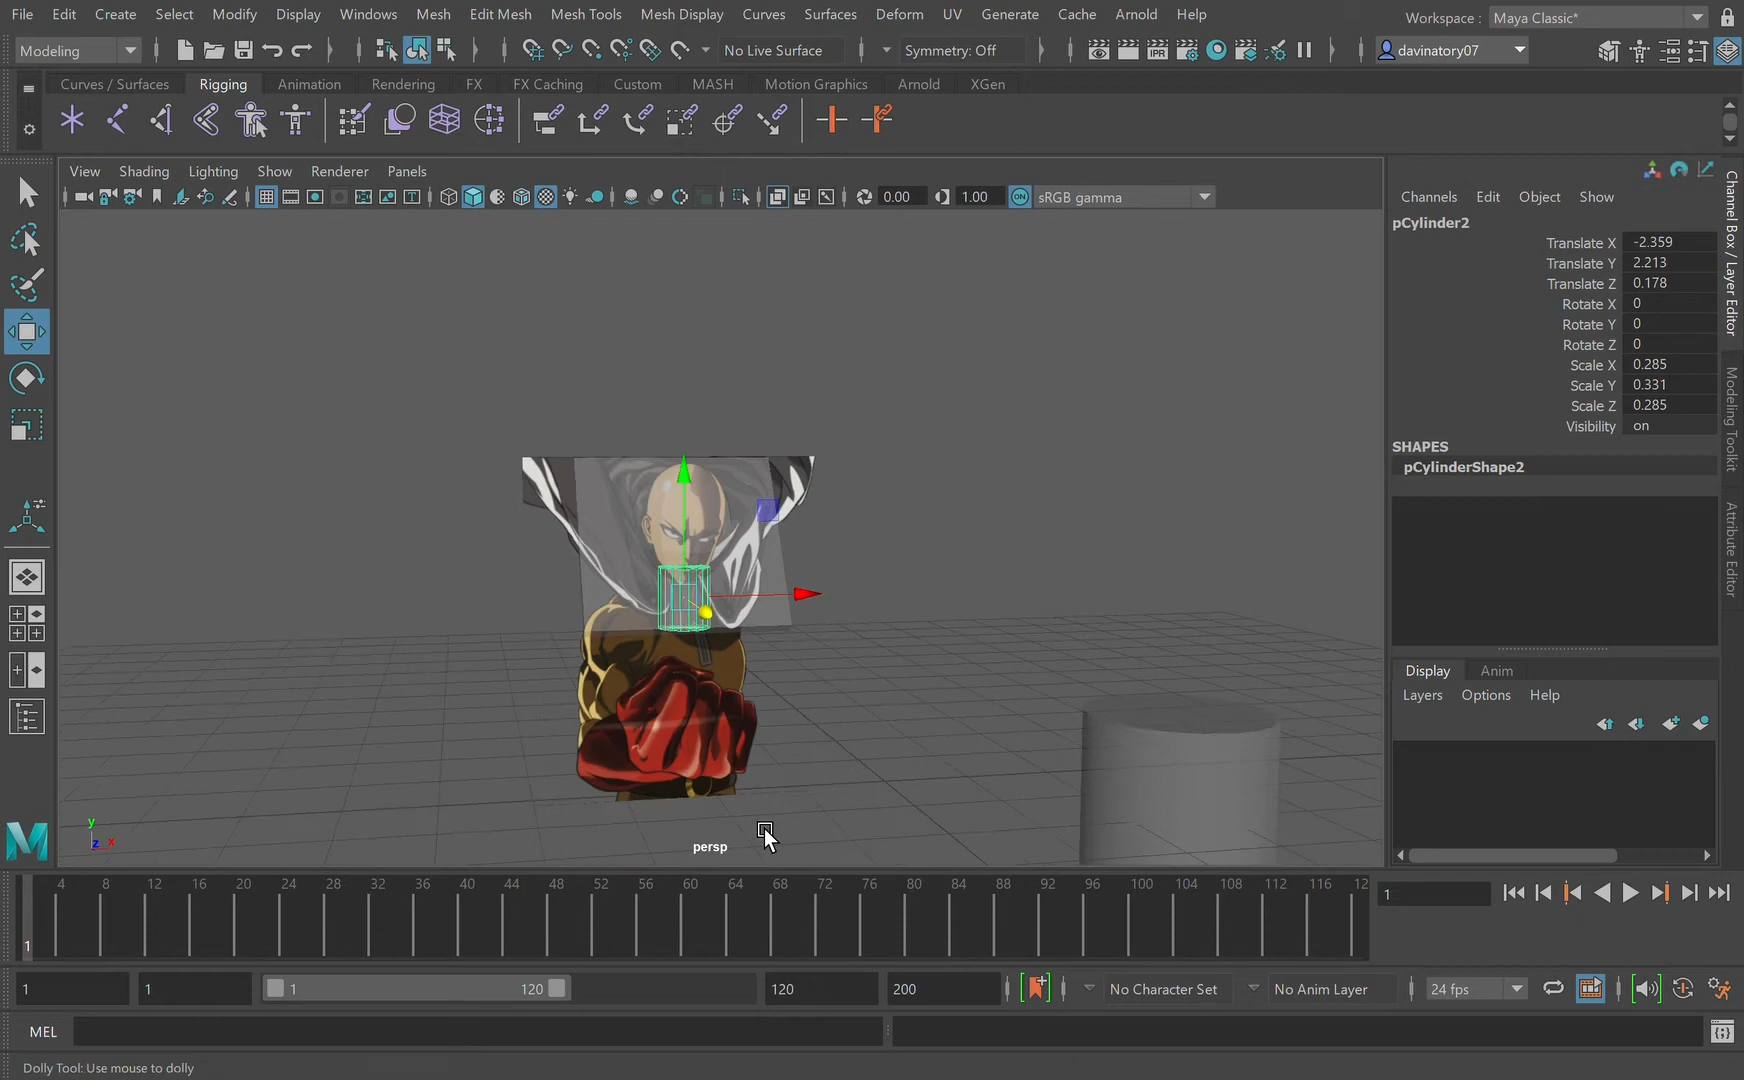 File Edit Create Select Modify Display Windows Mesh Edit Mesh Mesh Tools Mesh Display Curves Surfaces Deform UV Generate Cache Arnold Help
Workspace : Maya Classic*
Modeling
No Live Surface
Symmetry: Off
davinatory07
Curves / Surfaces Rigging Animation Rendering FX FX Caching Custom MASH Motion Graphics Arnold XGen
View Shading Lighting Show Renderer Panels
0.00
1.00
ON
sRGB gamma
IPR
Channels Edit Object Show
pCylinder2
Translate X -2.359
Translate Y 2.213
Translate Z 0.178
Rotate X 0
Rotate Y 0
Rotate Z 0
Scale X 0.285
Scale Y 0.331
Scale Z 0.285
Visibility on
SHAPES
pCylinderShape2
Channel Box / Layer Editor
Modeling Toolkit
Attribute Editor
Display Anim
Layers Options Help
y
z x
persp
4 8 12 16 20 24 28 32 36 40 44 48 52 56 60 64 68 72 76 80 84 88 92 96 100 104 108 112 116 12
1
1
1 1 1 120 120 200
No Character Set
No Anim Layer
24 fps
MEL
Dolly Tool: Use mouse to dolly